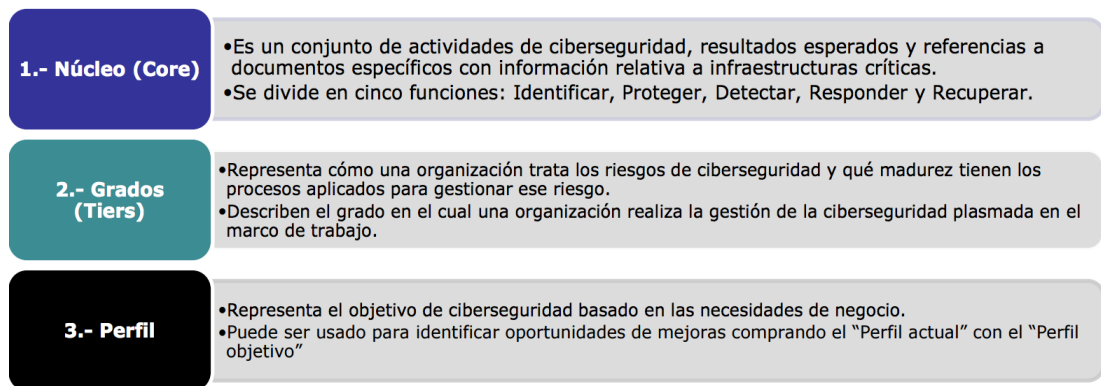 1.- Núcleo (Core)
•Es un conjunto de actividades de ciberseguridad, resultados esperados y referencias a
documentos específicos con información relativa a infraestructuras críticas.
•Se divide en cinco funciones: Identificar, Proteger, Detectar, Responder y Recuperar.
2.- Grados
(Tiers)
•Representa cómo una organización trata los riesgos de ciberseguridad y qué madurez tienen los
procesos aplicados para gestionar ese riesgo.
•Describen el grado en el cual una organización realiza la gestión de la ciberseguridad plasmada en el
marco de trabajo.
3.- Perfil
•Representa el objetivo de ciberseguridad basado en las necesidades de negocio.
•Puede ser usado para identificar oportunidades de mejoras comprando el “Perfil actual” con el “Perfil
objetivo”